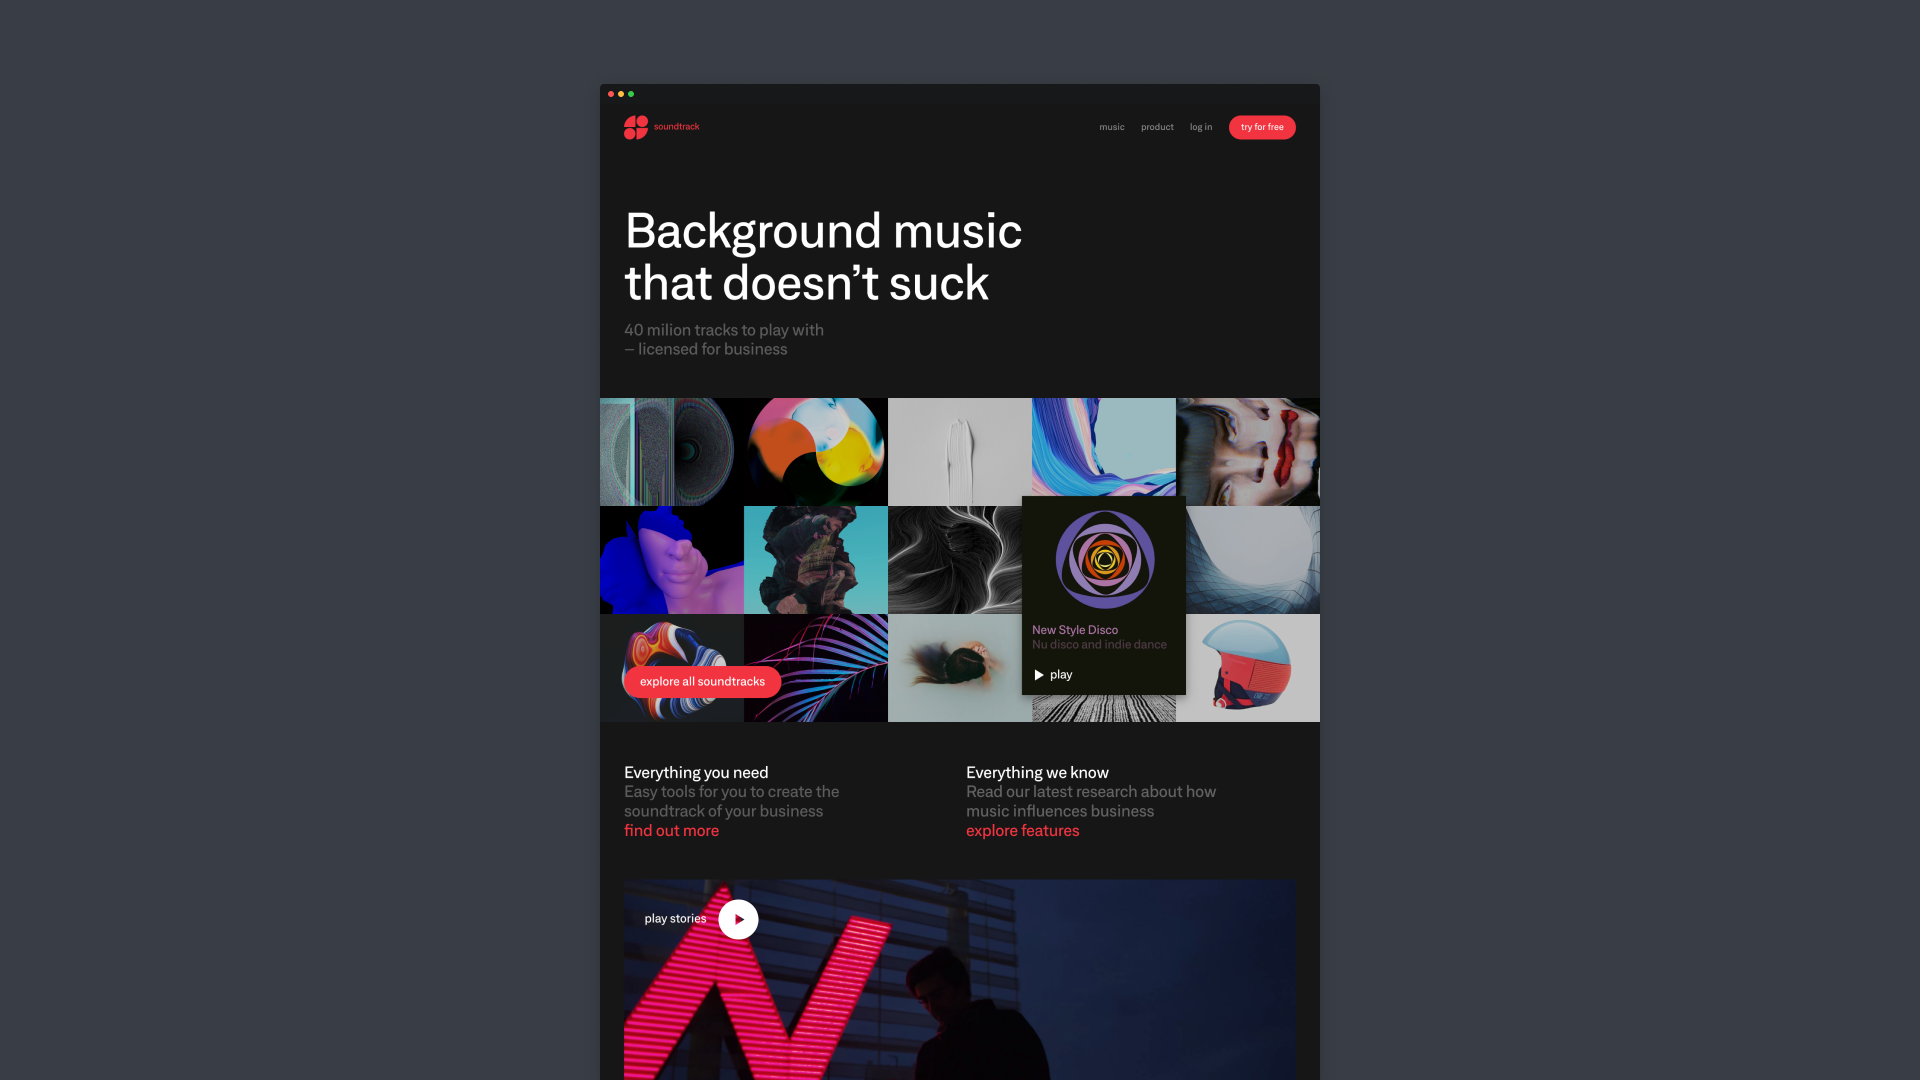 soundtrack
music
product
log in
try for free
Background music
that doesn’t suck
40 milion tracks to play with
– licensed for business
New Style Disco
Nu disco and indie dance
play
explore all soundtracks
Everything you need
Easy tools for you to create the
soundtrack of your business
find out more
Everything we know
Read our latest research about how
music influences business
explore features
play stories